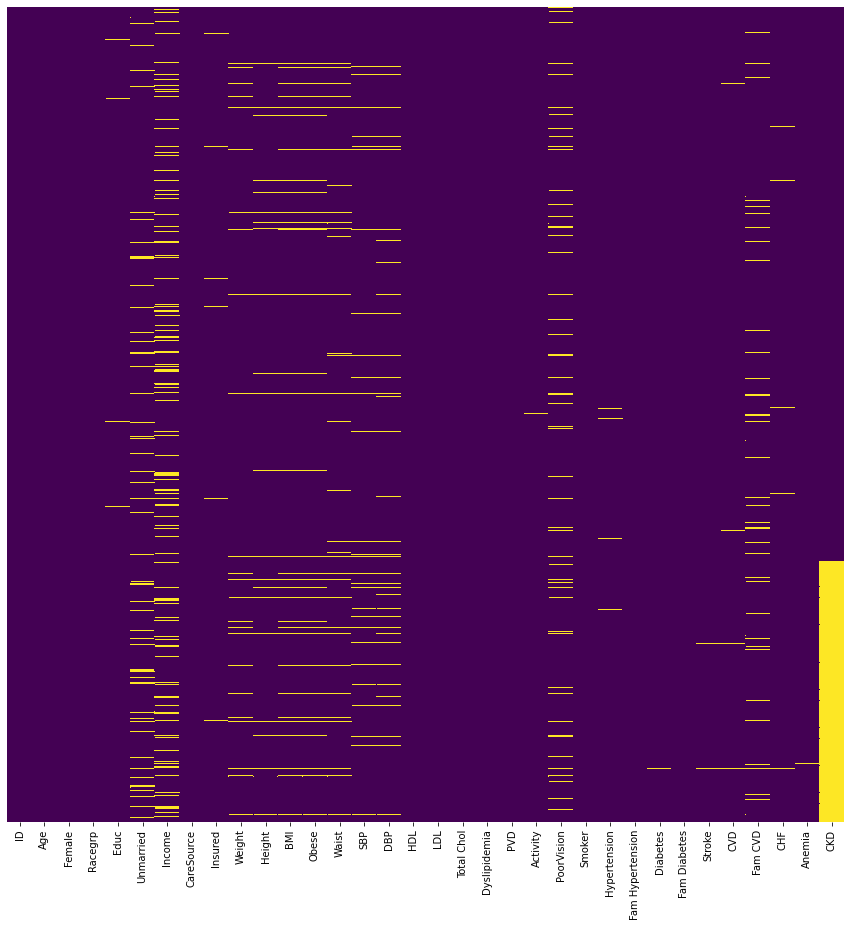 ID
Age
Female
Racegrp
Educ
Unmarried
Income
CareSource
Insured
Weight
Height
BMI
Obese
Waist
SBP
DBP
HDL
LDL
Total Chol
Dyslipidemia
PVD
Activity
PoorVision
Smoker
Hypertension
Fam Hypertension
Diabetes
Fam Diabetes
Stroke
CVD
Fam CVD
CHF
Anemia
CKD